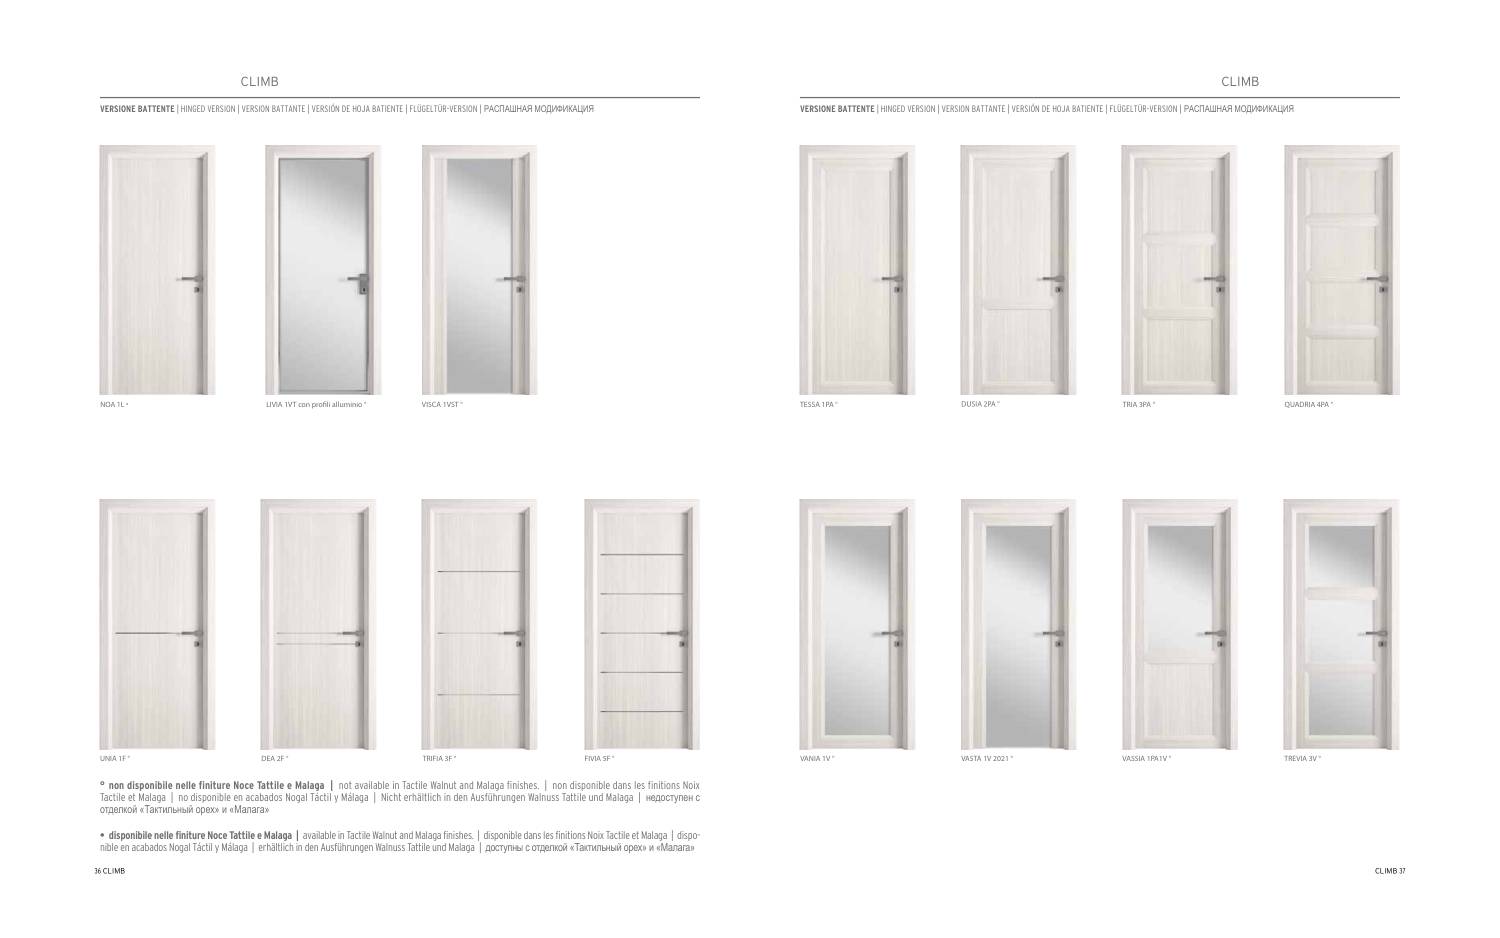 CLIMB
VERSIONE BATTENTE | HINGED VERSION | VERSION BATTANTE | VERSIÓN DE HOJA BATIENTE | FLÜGELTÜR-VERSION | РАСПАШНАЯ МОДИФИКАЦИЯ
NOA 1L •
LIVIA 1VT con profili alluminio °
VISCA 1VST °
UNIA 1F °
DEA 2F °
TRIFIA 3F °
FIVIA 5F °
° non disponibile nelle finiture Noce Tattile e Malaga | not available in Tactile Walnut and Malaga finishes. | non disponible dans les finitions Noix
Tactile et Malaga | no disponible en acabados Nogal Táctil y Málaga | Nicht erhältlich in den Ausführungen Walnuss Tattile und Malaga | недоступен с
отделкой «Тактильный орех» и «Малага»
• disponibile nelle finiture Noce Tattile e Malaga | available in Tactile Walnut and Malaga finishes. | disponible dans les finitions Noix Tactile et Malaga | dispo-
nible en acabados Nogal Táctil y Málaga | erhältlich in den Ausführungen Walnuss Tattile und Malaga | доступны с отделкой «Тактильный орех» и «Малага»
36 CLIMB
CLIMB
VERSIONE BATTENTE | HINGED VERSION | VERSION BATTANTE | VERSIÓN DE HOJA BATIENTE | FLÜGELTÜR-VERSION | РАСПАШНАЯ МОДИФИКАЦИЯ
TESSA 1PA °
DUSIA 2PA °
TRIA 3PA °
QUADRIA 4PA °
VANIA 1V °
VASTA 1V 2021 °
VASSIA 1PA1V °
TREVIA 3V °
CLIMB 37